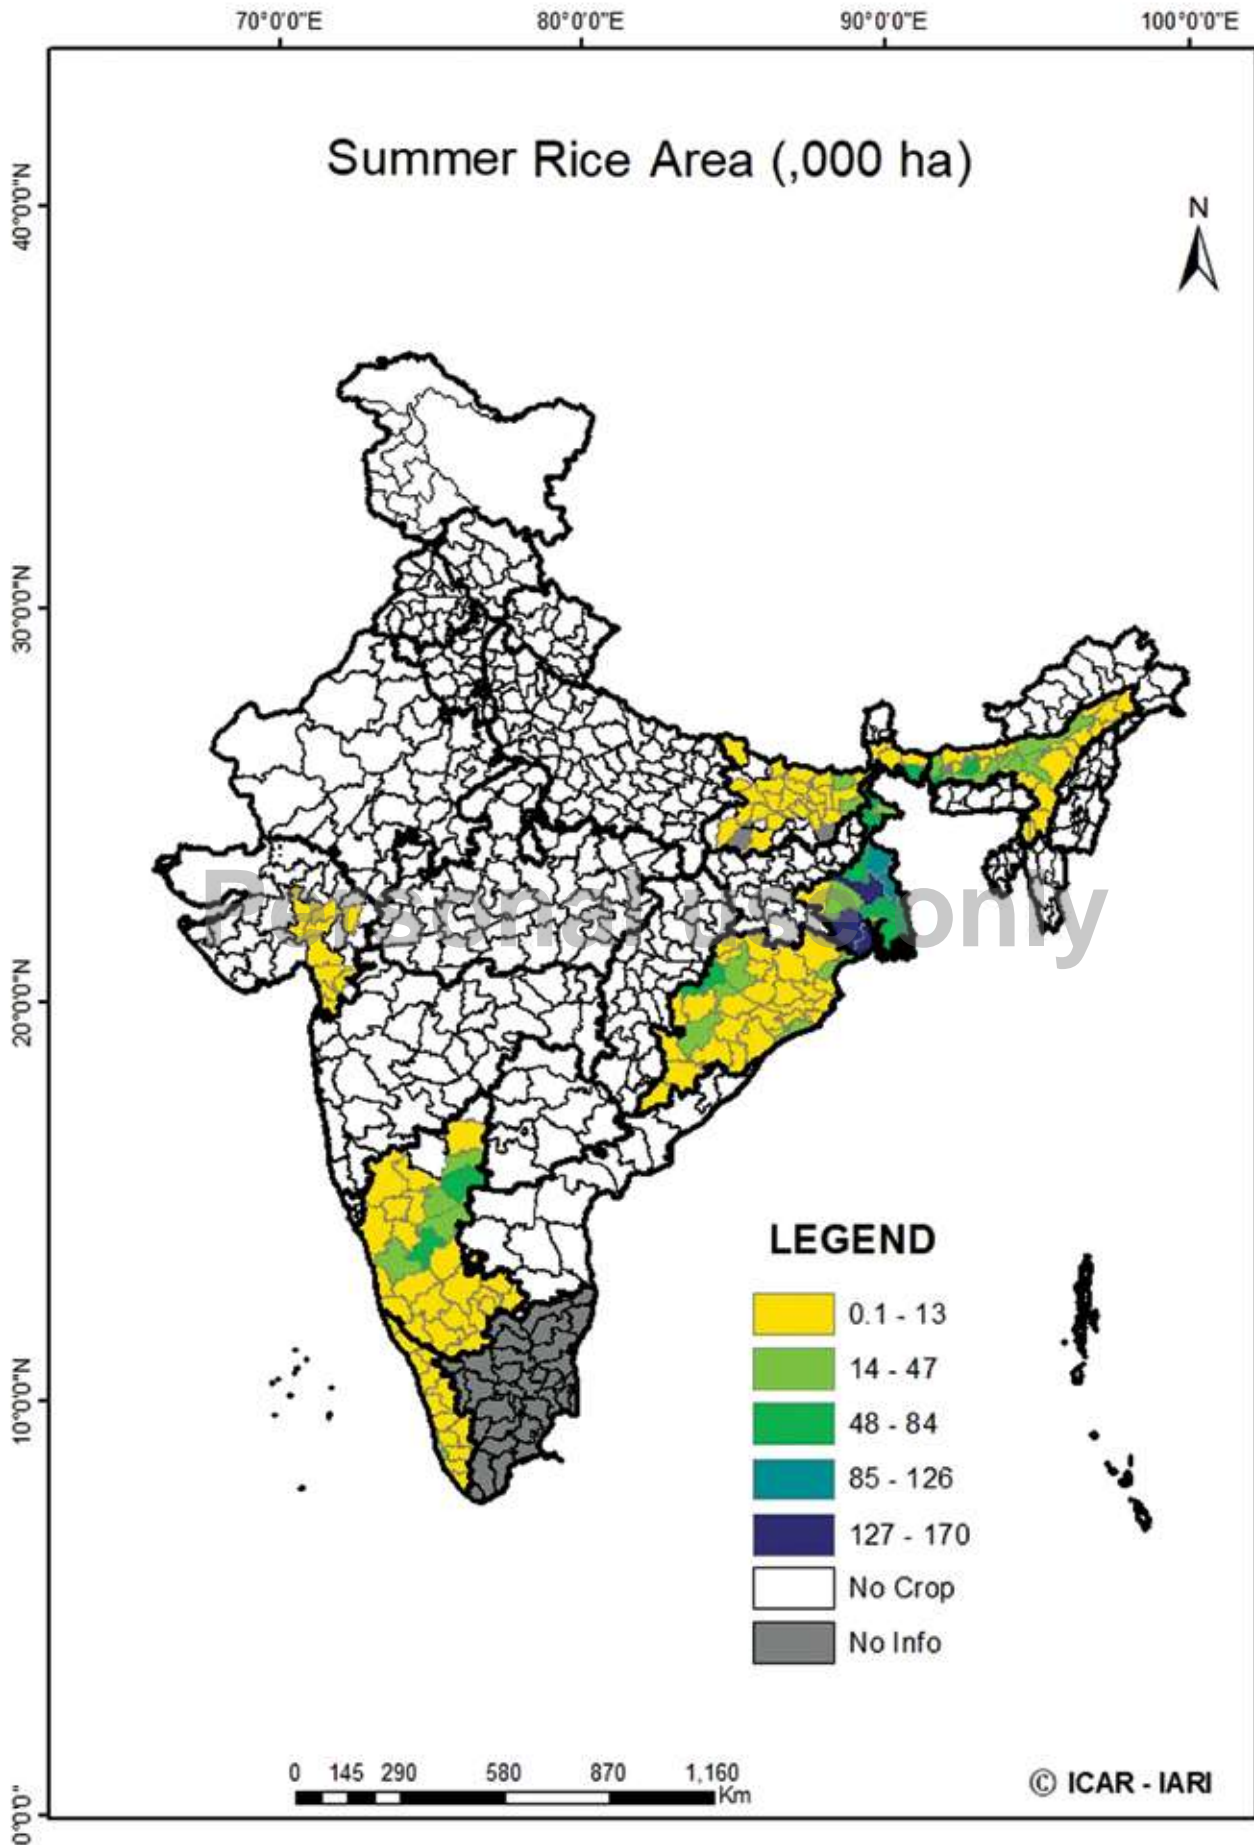 70°0'0"E 80°0'0"E 90°0'0"E 100°0'0"E
Summer Rice Area (,000 ha)
N
40°0'0"N
30°0'0"N
20°0'0"N
10°0'0"N
0°0'0"
Personal use only
LEGEND
0.1 - 13
14 - 47
48 - 84
85 - 126
127 - 170
No Crop
No Info
0 145 290 580 870 1,160
Km
© ICAR - IARI